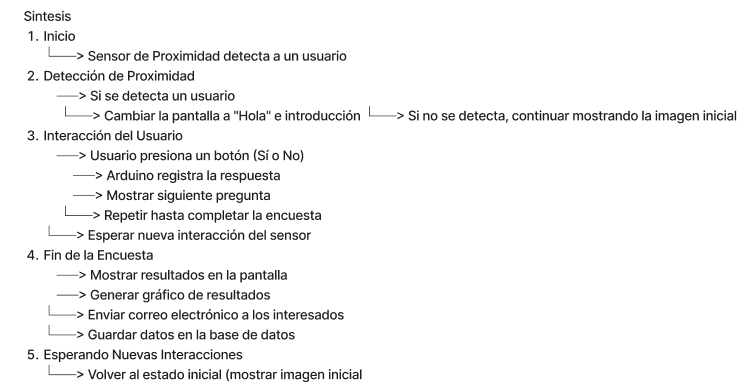 Sintesis
1. Inicio
└──> Sensor de Proximidad detecta a un usuario
2. Detección de Proximidad
──> Si se detecta un usuario
└──> Cambiar la pantalla a "Hola" e introducción └──> Si no se detecta, continuar mostrando la imagen inicial
3. Interacción del Usuario
──> Usuario presiona un botón (Sí o No)
──> Arduino registra la respuesta
──> Mostrar siguiente pregunta
└──> Repetir hasta completar la encuesta
└──> Esperar nueva interacción del sensor
4. Fin de la Encuesta
──> Mostrar resultados en la pantalla
──> Generar gráfico de resultados
└──> Enviar correo electrónico a los interesados
└──> Guardar datos en la base de datos
5. Esperando Nuevas Interacciones
└──> Volver al estado inicial (mostrar imagen inicial